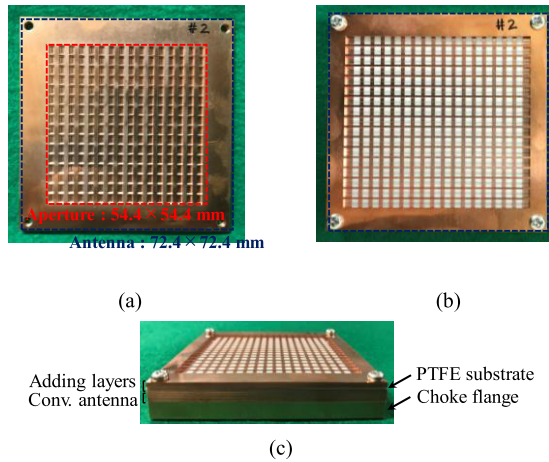 #2
#2
Aperture : 54.4×54.4 mm
Antenna : 72.4×72.4 mm
(a)
(b)
Adding layers
Conv. antenna
PTFE substrate
Choke flange
(c)